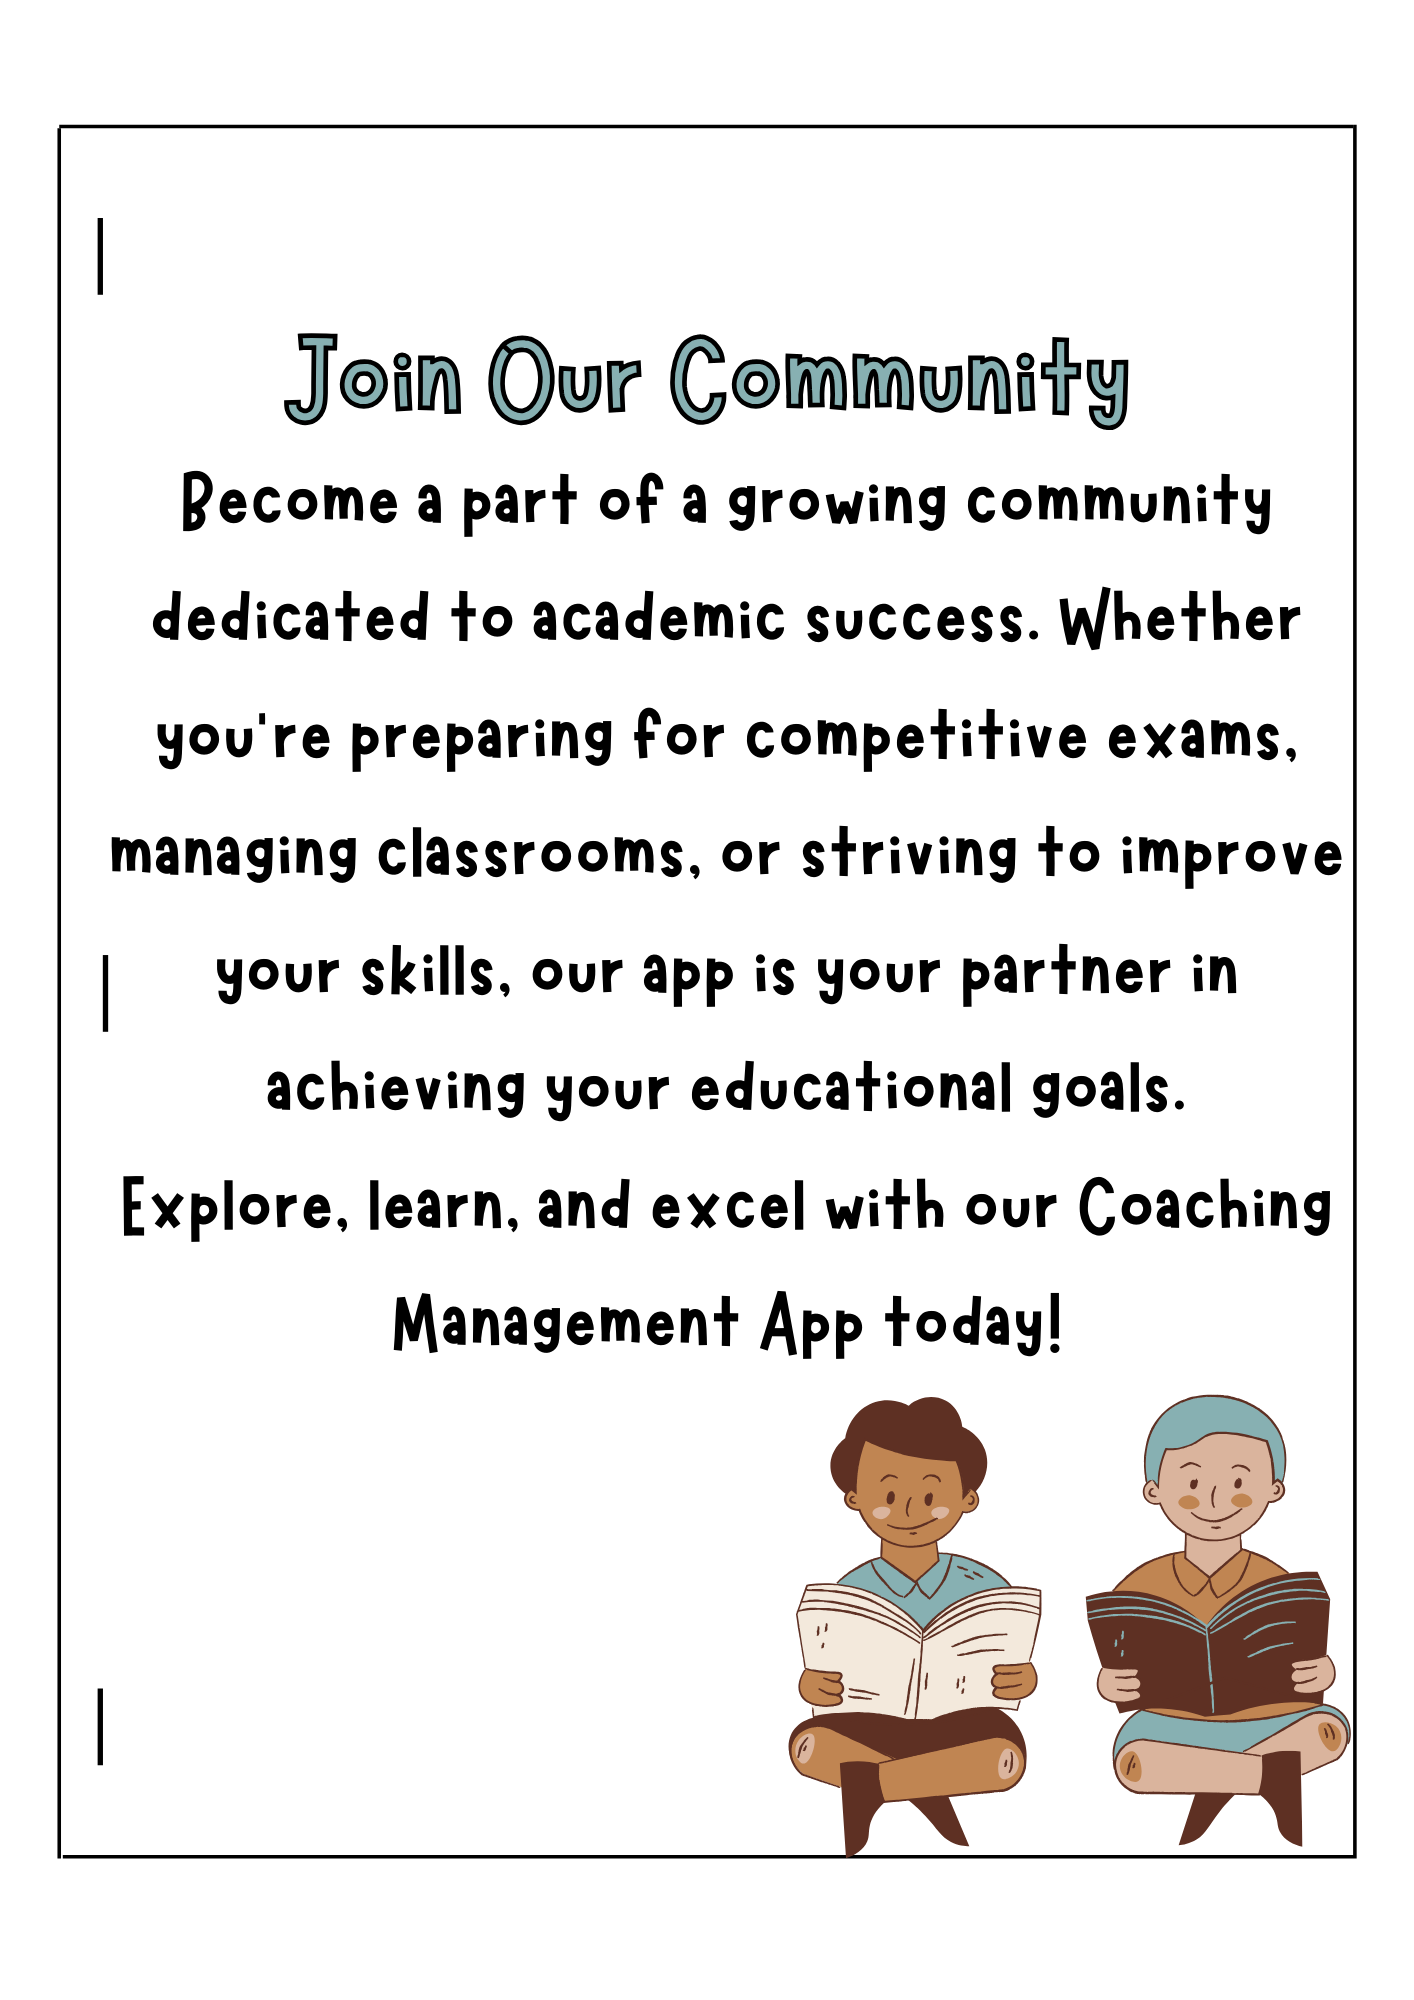 Join Our Community
Become a part of a growing community
dedicated to academic success. Whether
you're preparing for competitive exams,
managing classrooms, or striving to improve
your skills, our app is your partner in
achieving your educational goals.
Explore, learn, and excel with our Coaching
Management App today!